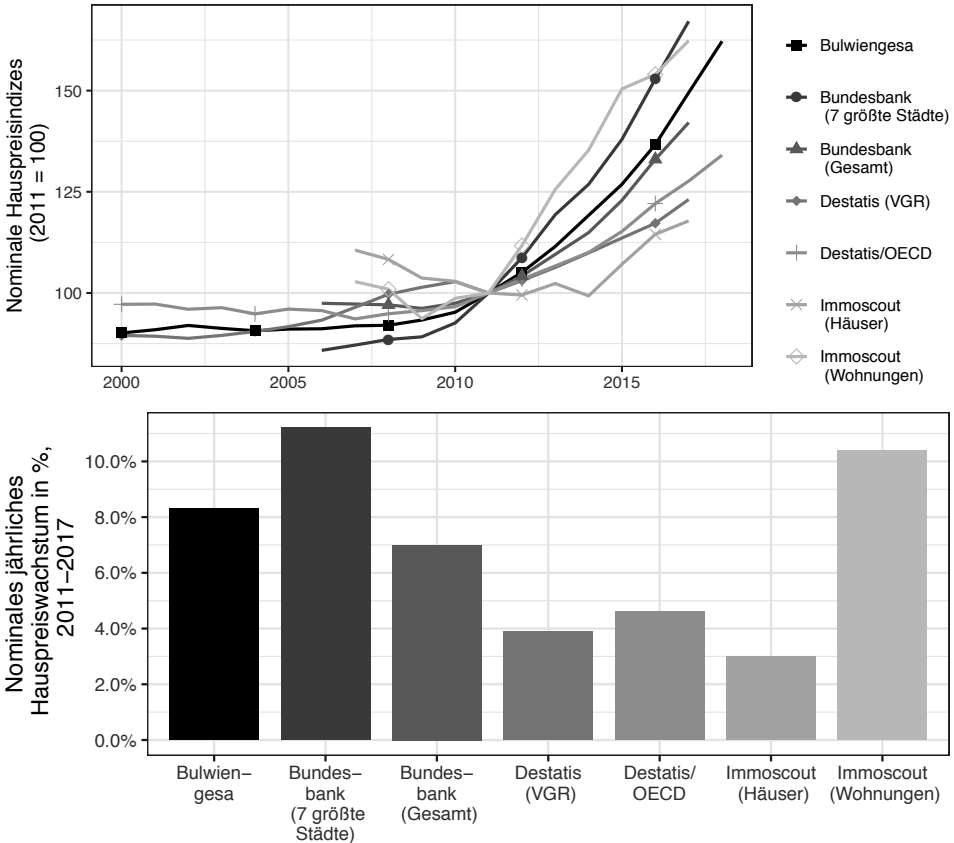 Nominale Hauspreisindizes
(2011 = 100)
150
125
100
2000
2005
2010
2015
Bulwiengesa
Bundesbank
(7 größte Städte)
Bundesbank
(Gesamt)
Destatis (VGR)
Destatis/OECD
Immoscout
(Häuser)
Immoscout
(Wohnungen)
Nominales jährliches
Hauspreiswachstum in %,
2011–2017
10.0%
8.0%
6.0%
4.0%
2.0%
0.0%
Bulwien–
gesa
Bundes–
bank
(7 größte
Städte)
Bundes–
bank
(Gesamt)
Destatis
(VGR)
Destatis/
OECD
Immoscout
(Häuser)
Immoscout
(Wohnungen)